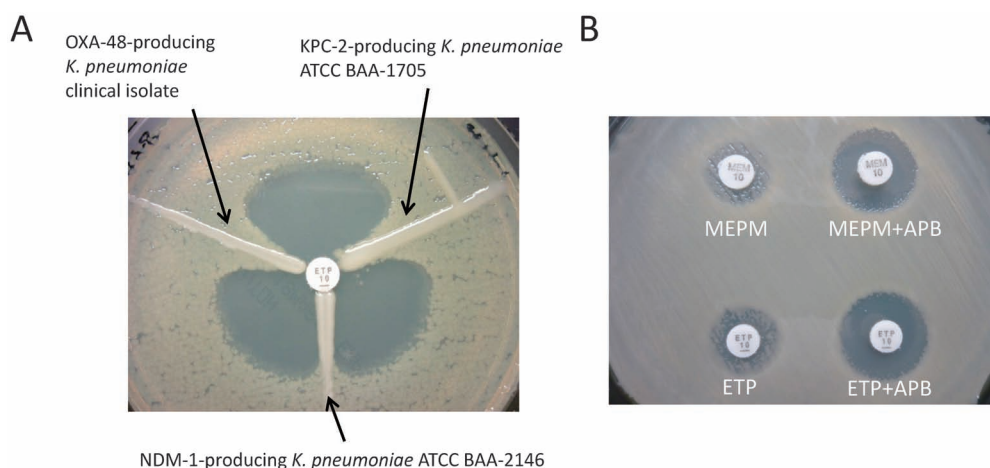 A
OXA-48-producing
K. pneumoniae
clinical isolate
KPC-2-producing K. pneumoniae
ATCC BAA-1705
ETP
10
NDM-1-producing K. pneumoniae ATCC BAA-2146
B
MEM
10
MEPM
MEM
10
MEPM+APB
ETP
10
ETP
ETP
10
ETP+APB